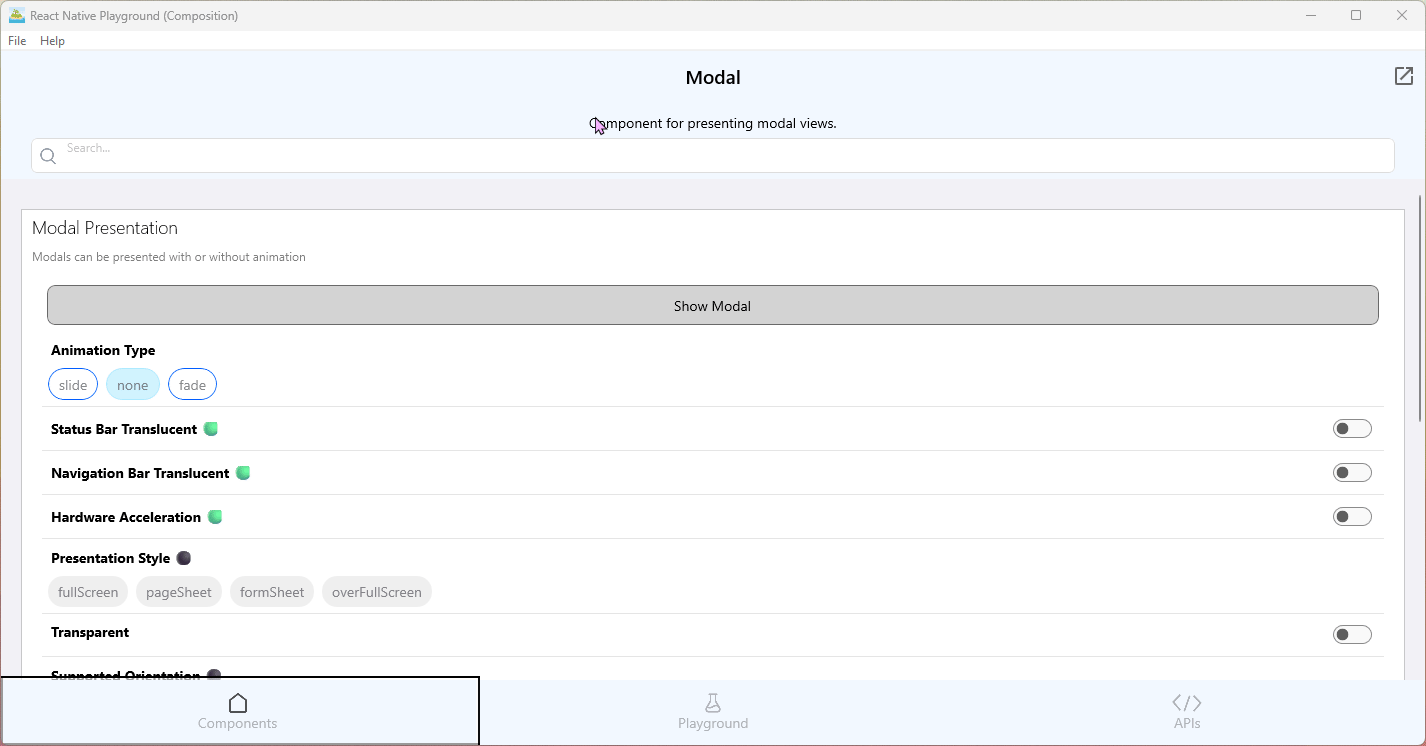 React Native Playground (Composition)
File Help
Modal
Component for presenting modal views.
Search...
Modal Presentation
Modals can be presented with or without animation
Show Modal
Animation Type
slide none fade
Status Bar Translucent
Navigation Bar Translucent
Hardware Acceleration
Presentation Style
fullScreen pageSheet formSheet overFullScreen
Transparent
Supported Orientation
Components Playground APIs